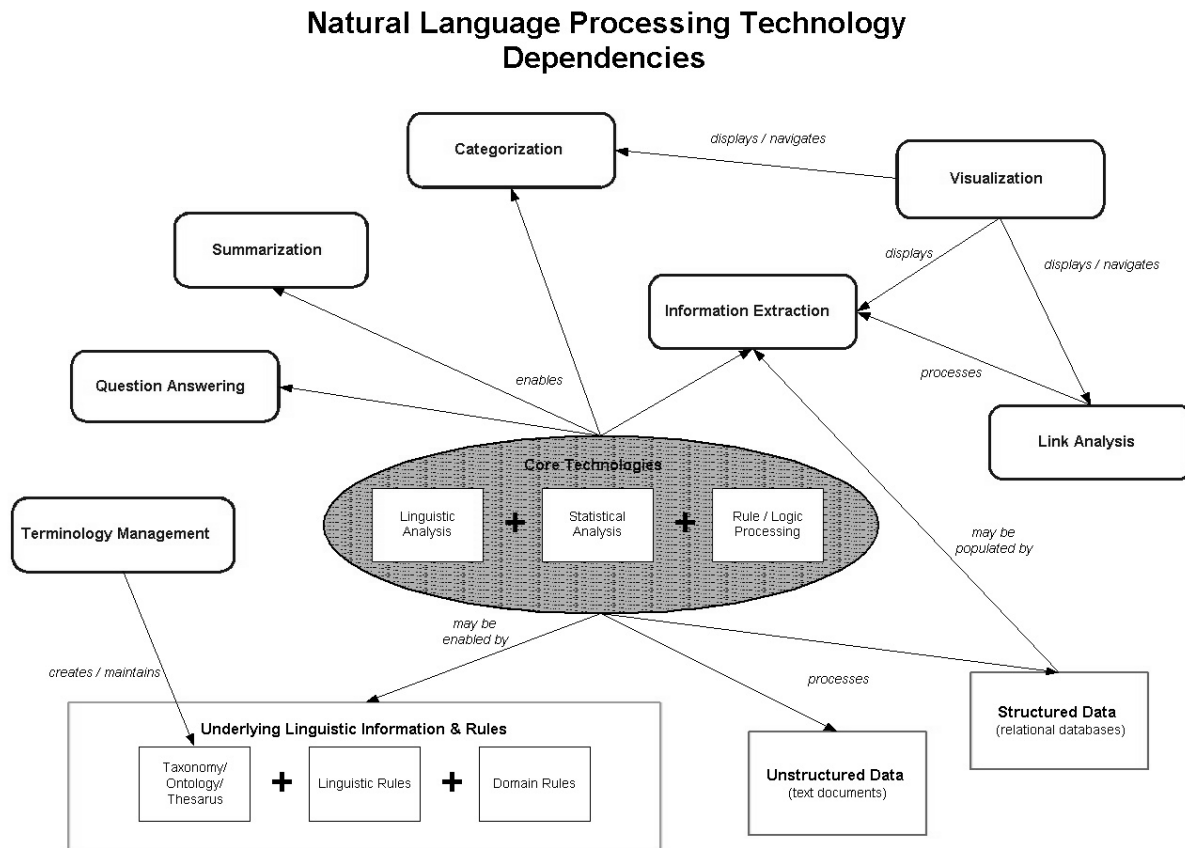 Natural Language Processing Technology
Dependencies
Categorization
displays / navigates
Visualization
Summarization
displays
displays / navigates
Information Extraction
Question Answering
enables
processes
Link Analysis
Core Technologies
Linguistic
Analysis
+
Statistical
Analysis
+
Rule / Logic
Processing
Terminology Management
may be
populated by
may be
enabled by
creates / maintains
processes
Structured Data
(relational databases)
Underlying Linguistic Information & Rules
Taxonomy/
Ontology/
Thesarus
+
Linguistic Rules
+
Domain Rules
Unstructured Data
(text documents)